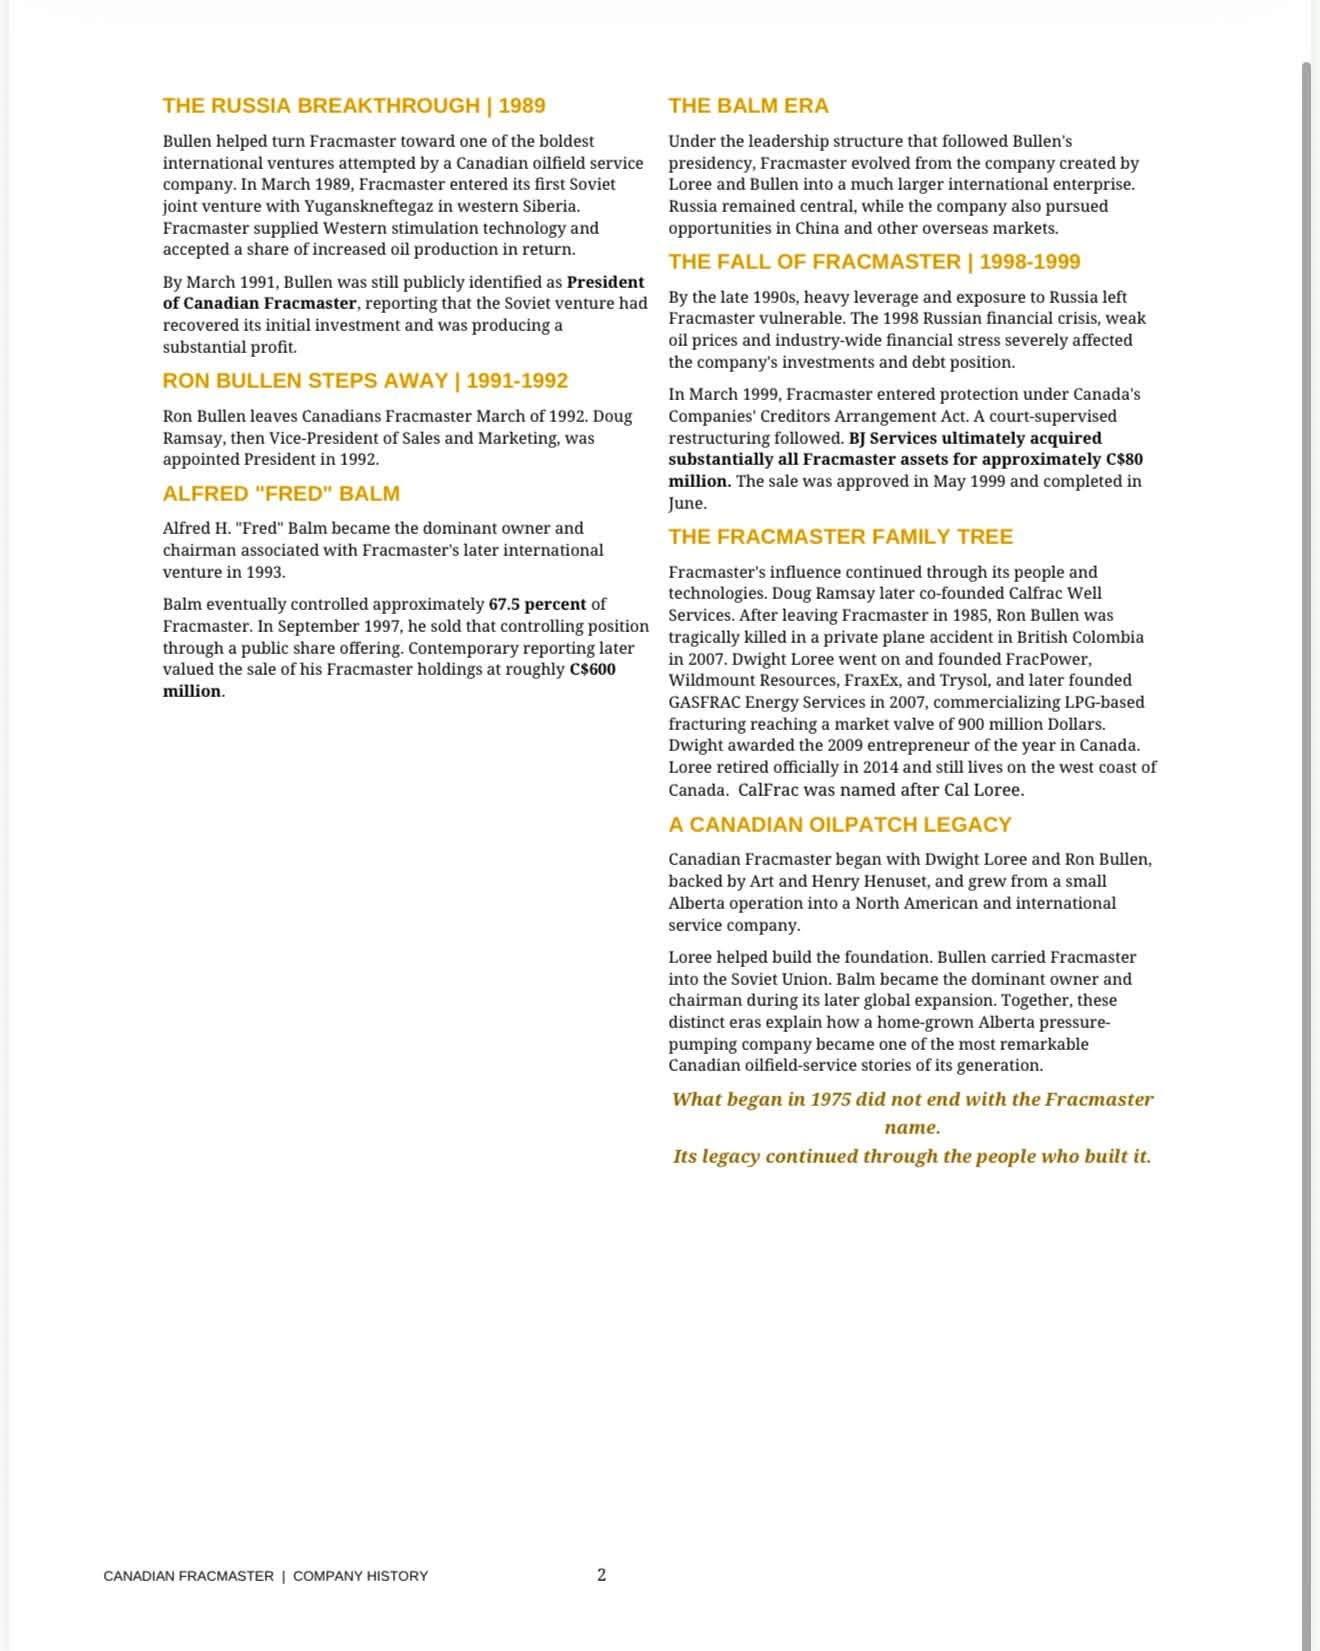 THE RUSSIA BREAKTHROUGH | 1989
Bullen helped turn Fracmaster toward one of the boldest
international ventures attempted by a Canadian oilfield service
company. In March 1989, Fracmaster entered its first Soviet
joint venture with Yuganskneftegaz in western Siberia.
Fracmaster supplied Western stimulation technology and
accepted a share of increased oil production in return.
By March 1991, Bullen was still publicly identified as President
of Canadian Fracmaster, reporting that the Soviet venture had
recovered its initial investment and was producing a
substantial profit.
RON BULLEN STEPS AWAY | 1991-1992
Ron Bullen leaves Canadians Fracmaster March of 1992. Doug
Ramsay, then Vice-President of Sales and Marketing, was
appointed President in 1992.
ALFRED "FRED" BALM
Alfred H. "Fred" Balm became the dominant owner and
chairman associated with Fracmaster's later international
venture in 1993.
Balm eventually controlled approximately 67.5 percent of
Fracmaster. In September 1997, he sold that controlling position
through a public share offering. Contemporary reporting later
valued the sale of his Fracmaster holdings at roughly C$600
million.
THE BALM ERA
Under the leadership structure that followed Bullen's
presidency, Fracmaster evolved from the company created by
Loree and Bullen into a much larger international enterprise.
Russia remained central, while the company also pursued
opportunities in China and other overseas markets.
THE FALL OF FRACMASTER | 1998-1999
By the late 1990s, heavy leverage and exposure to Russia left
Fracmaster vulnerable. The 1998 Russian financial crisis, weak
oil prices and industry-wide financial stress severely affected
the company's investments and debt position.
In March 1999, Fracmaster entered protection under Canada's
Companies' Creditors Arrangement Act. A court-supervised
restructuring followed. BJ Services ultimately acquired
substantially all Fracmaster assets for approximately C$80
million. The sale was approved in May 1999 and completed in
June.
THE FRACMASTER FAMILY TREE
Fracmaster's influence continued through its people and
technologies. Doug Ramsay later co-founded Calfrac Well
Services. After leaving Fracmaster in 1985, Ron Bullen was
tragically killed in a private plane accident in British Colombia
in 2007. Dwight Loree went on and founded FracPower,
Wildmount Resources, FraxEx, and Trysol, and later founded
GASFRAC Energy Services in 2007, commercializing LPG-based
fracturing reaching a market valve of 900 million Dollars.
Dwight awarded the 2009 entrepreneur of the year in Canada.
Loree retired officially in 2014 and still lives on the west coast of
Canada.  CalFrac was named after Cal Loree.
A CANADIAN OILPATCH LEGACY
Canadian Fracmaster began with Dwight Loree and Ron Bullen,
backed by Art and Henry Henuset, and grew from a small
Alberta operation into a North American and international
service company.
Loree helped build the foundation. Bullen carried Fracmaster
into the Soviet Union. Balm became the dominant owner and
chairman during its later global expansion. Together, these
distinct eras explain how a home-grown Alberta pressure-
pumping company became one of the most remarkable
Canadian oilfield-service stories of its generation.
What began in 1975 did not end with the Fracmaster
name.
Its legacy continued through the people who built it.
CANADIAN FRACMASTER | COMPANY HISTORY
2